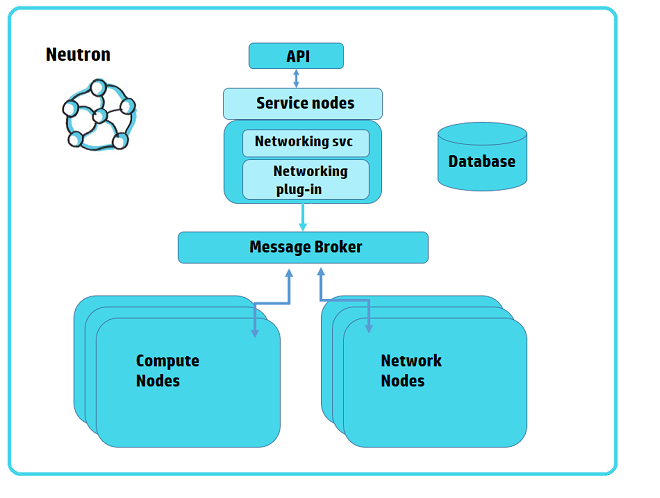 Neutron
API
Service nodes
Networking svc
Networking
plug-in
Database
Message Broker
Compute
Nodes
Network
Nodes